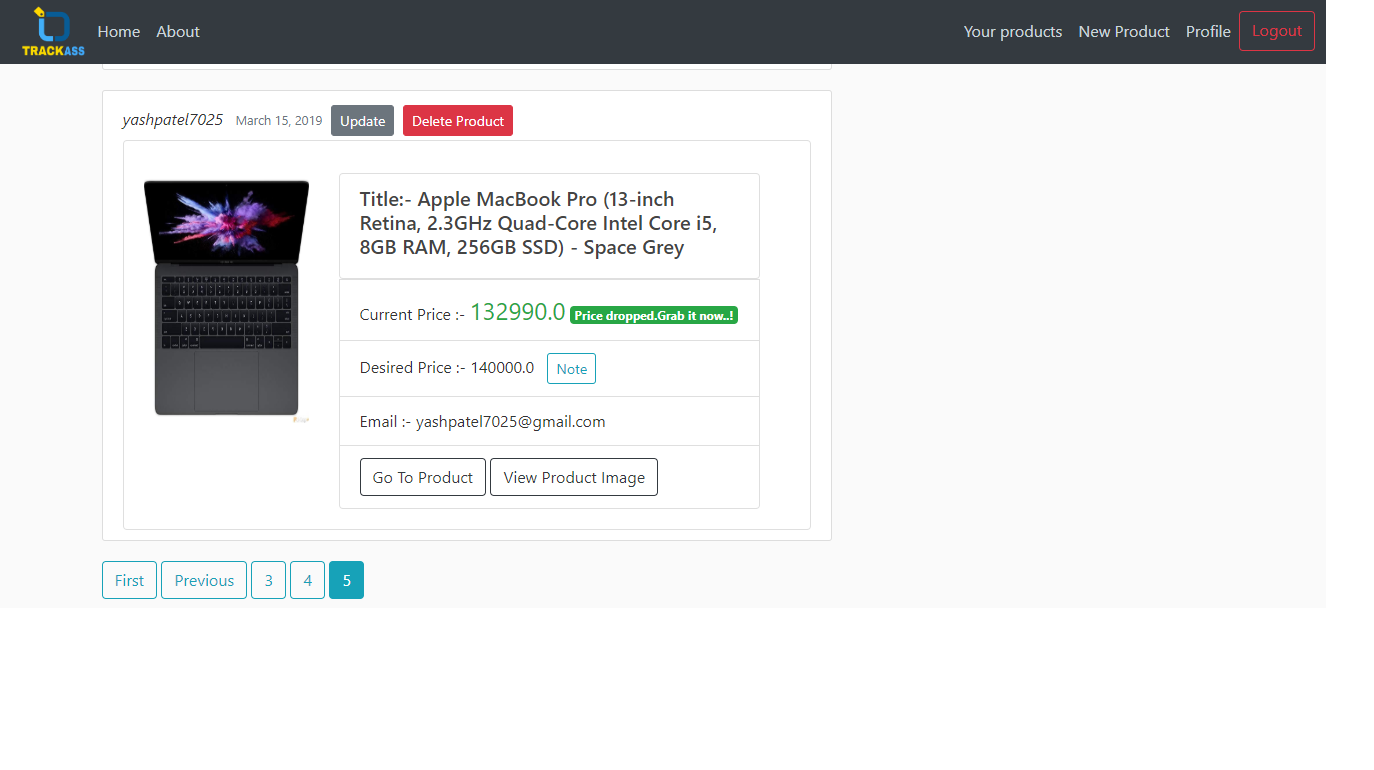 TRACKASS
Home About
Your products New Product Profile Logout
yashpatel7025 March 15, 2019 Update Delete Product
Title:- Apple MacBook Pro (13-inch
Retina, 2.3GHz Quad-Core Intel Core i5,
8GB RAM, 256GB SSD) - Space Grey
Current Price :- 132990.0 Price dropped.Grab it now..!
Desired Price :- 140000.0 Note
Email :- yashpatel7025@gmail.com
Go To Product View Product Image
First Previous 3 4 5